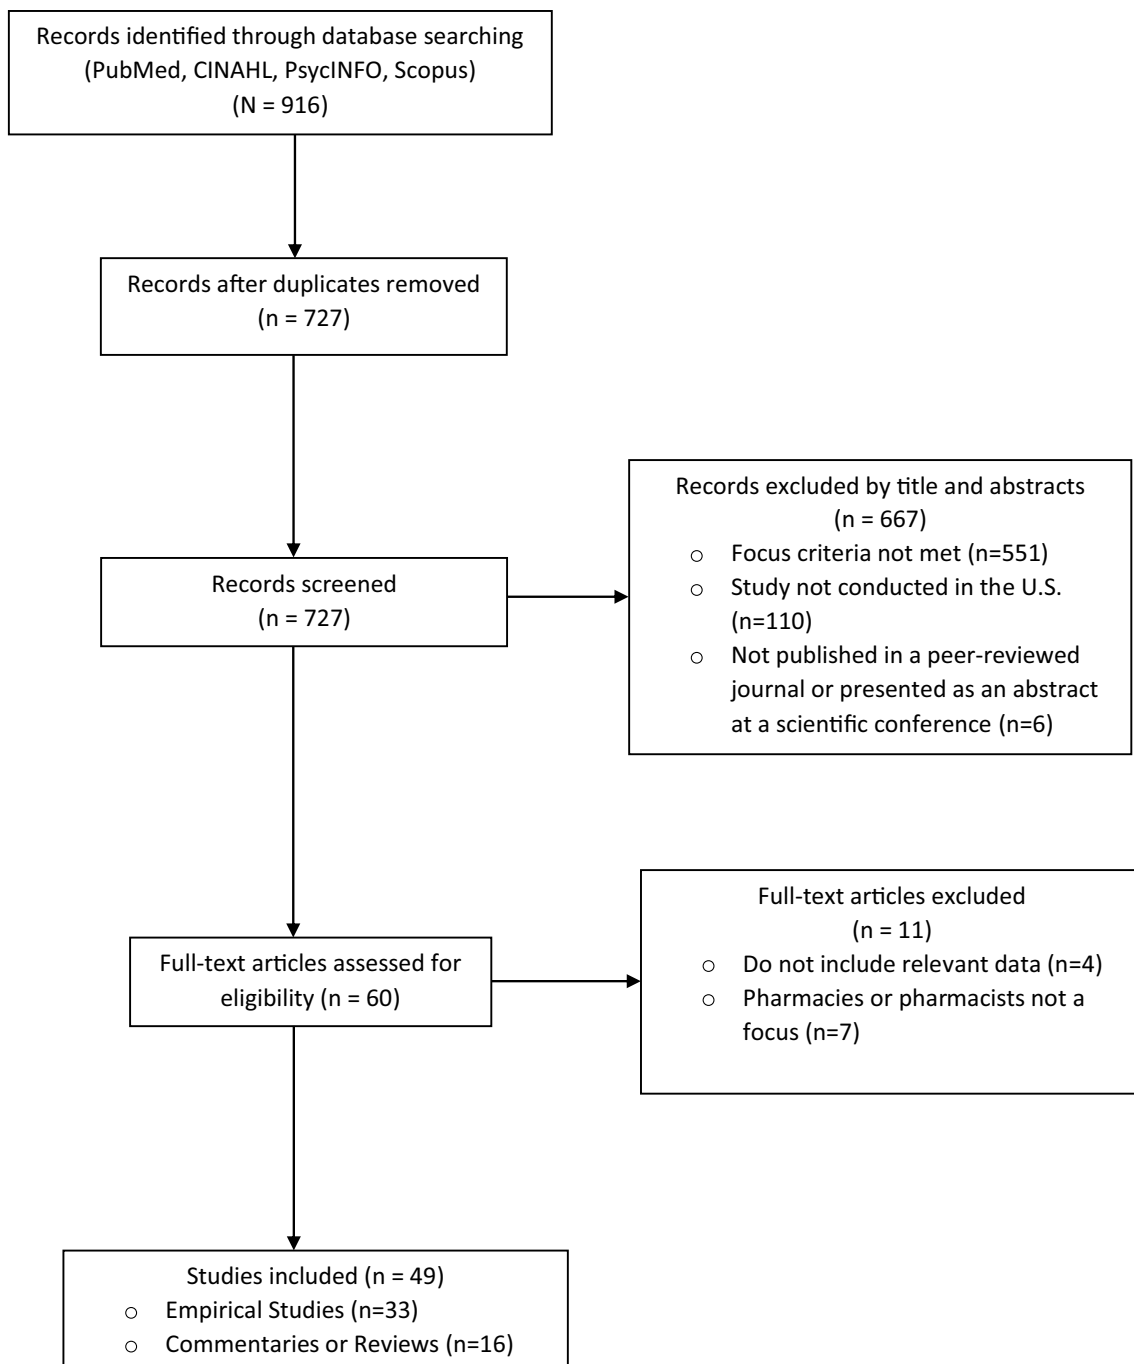 Records identified through database searching
(PubMed, CINAHL, PsycINFO, Scopus)
(N = 916)
Records after duplicates removed
(n = 727)
Records excluded by title and abstracts
(n = 667)
○ Focus criteria not met (n=551)
○ Study not conducted in the U.S.
(n=110)
○ Not published in a peer-reviewed
journal or presented as an abstract
at a scientific conference (n=6)
Records screened
(n = 727)
Full-text articles excluded
(n = 11)
○ Do not include relevant data (n=4)
○ Pharmacies or pharmacists not a
focus (n=7)
Full-text articles assessed for
eligibility (n = 60)
Studies included (n = 49)
○ Empirical Studies (n=33)
○ Commentaries or Reviews (n=16)